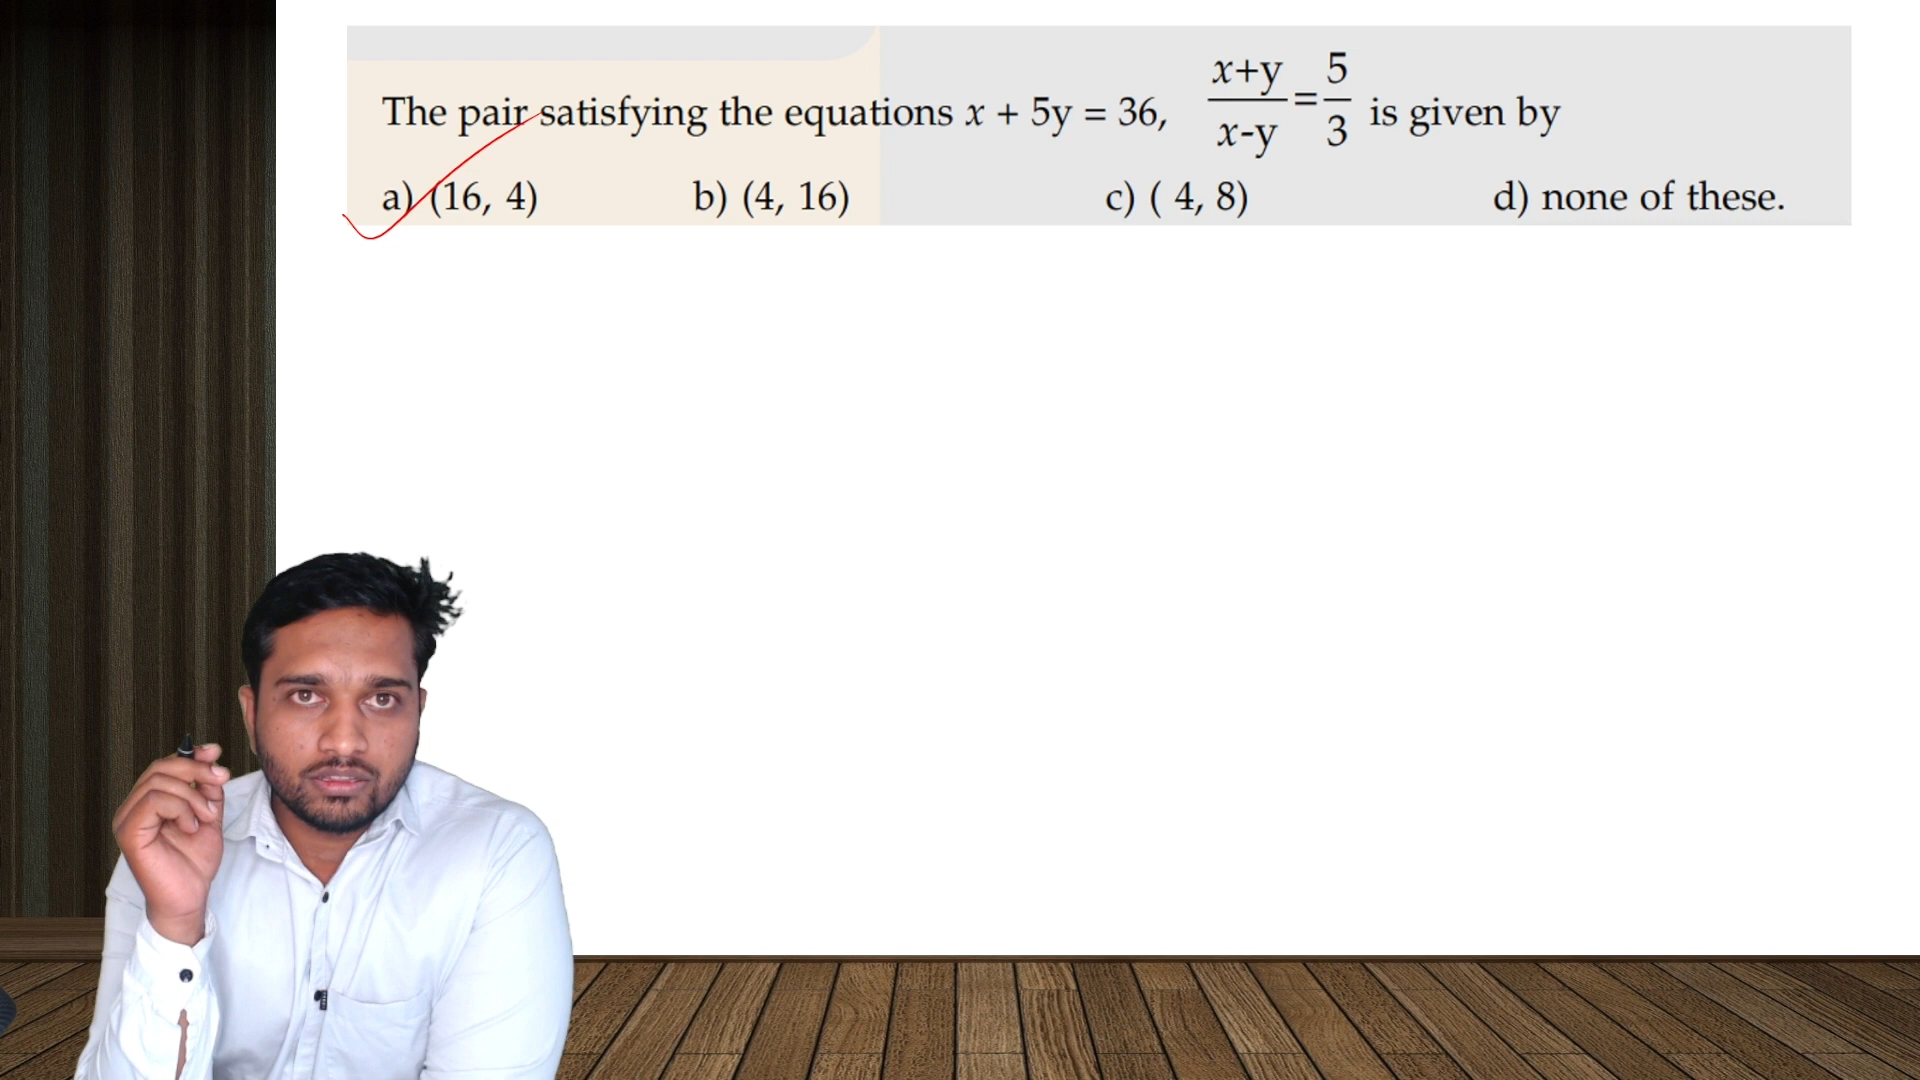 The pair satisfying the equations x + 5y = 36, x+y/x-y = 5/3 is given by
a) (16, 4) b) (4, 16) c) ( 4, 8) d) none of these.